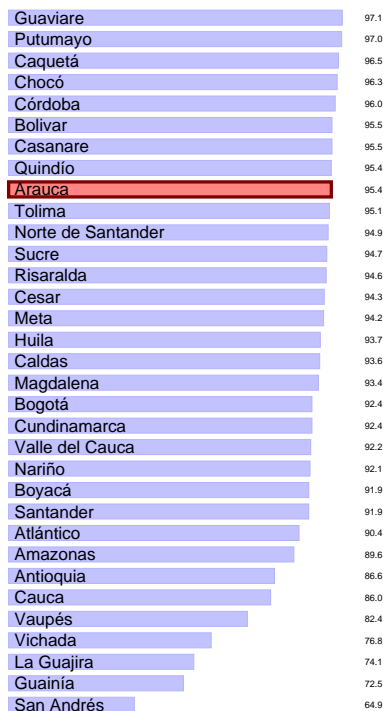 Guaviare 97.1
Putumayo 97.0
Caquetá 96.5
Chocó 96.3
Córdoba 96.0
Bolivar 95.5
Casanare 95.5
Quindío 95.4
Arauca 95.4
Tolima 95.1
Norte de Santander 94.9
Sucre 94.7
Risaralda 94.6
Cesar 94.3
Meta 94.2
Huila 93.7
Caldas 93.6
Magdalena 93.4
Bogotá 92.4
Cundinamarca 92.4
Valle del Cauca 92.2
Nariño 92.1
Boyacá 91.9
Santander 91.9
Atlántico 90.4
Amazonas 89.6
Antioquia 86.6
Cauca 86.0
Vaupés 82.4
Vichada 76.8
La Guajira 74.1
Guainía 72.5
San Andrés 64.9